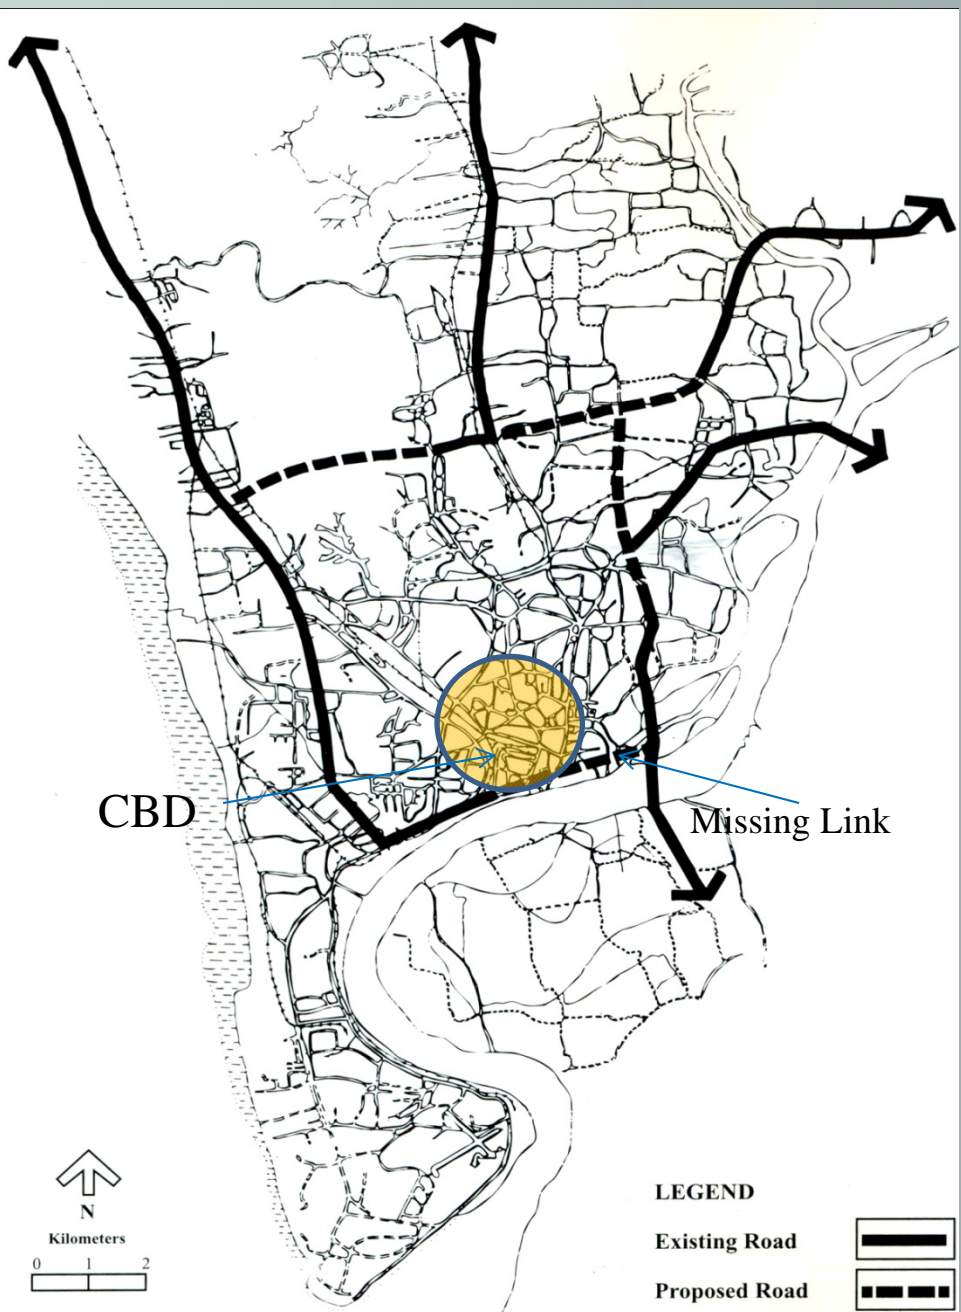 CBD
Missing Link
N
Kilometers
0 1 2
LEGEND
Existing Road
Proposed Road